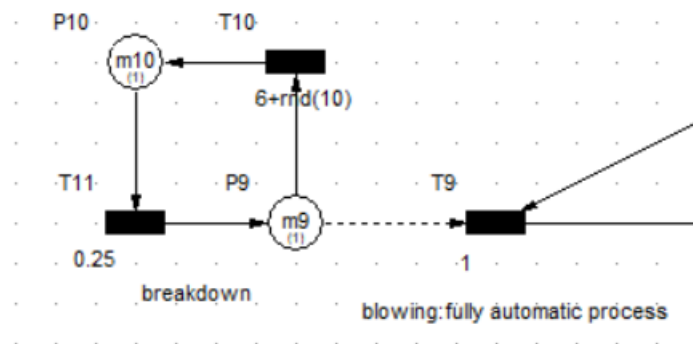 P10 T10
m10
(1)
6+rnd(10)
T11 P9 T9
m9
(1)
0.25 1
breakdown
blowing:fully automatic process